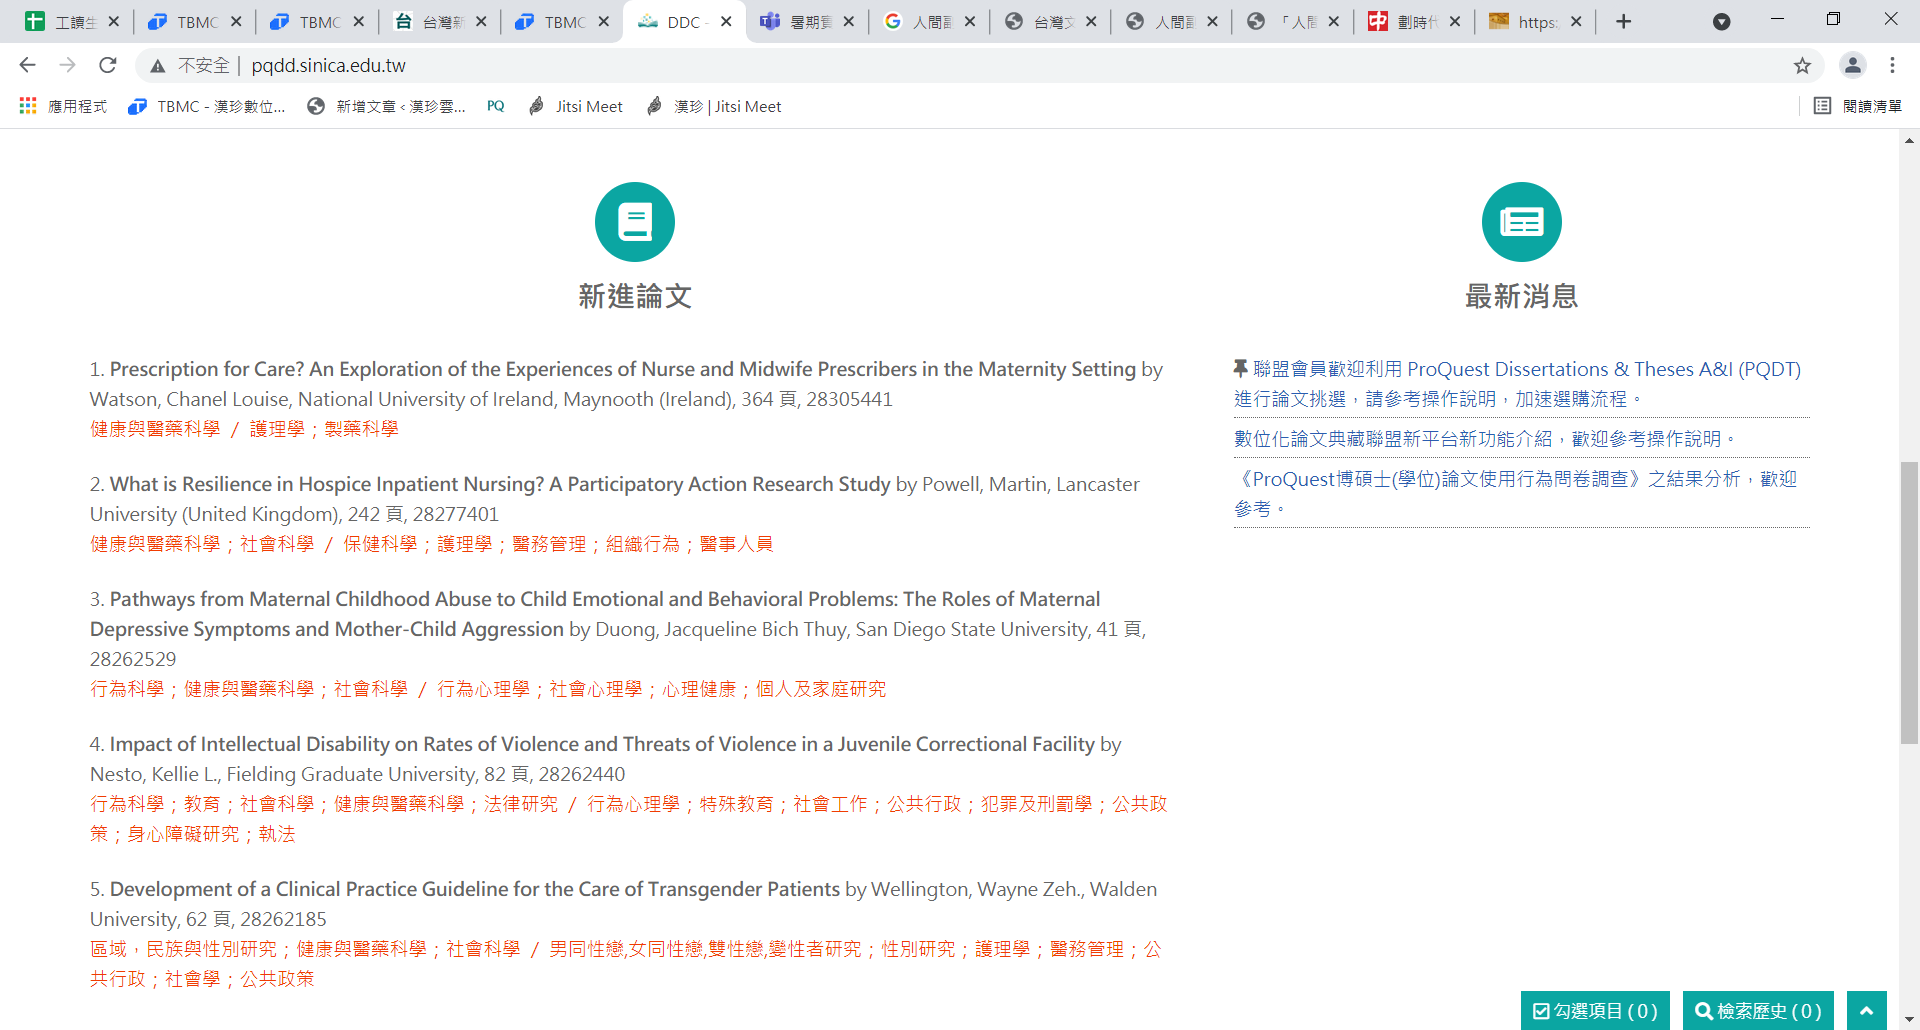 工讀生
TBMC
TBMC
台灣新
TBMC
DDC -
暑期實
人間副
台灣文
人間副
「人間
劃時代
https:
不安全 | pqdd.sinica.edu.tw
應用程式
TBMC - 漢珍數位...
新增文章 ‹ 漢珍雲...
PQ
Jitsi Meet
漢珍 | Jitsi Meet
閱讀清單
新進論文
1. Prescription for Care? An Exploration of the Experiences of Nurse and Midwife Prescribers in the Maternity Setting by
Watson, Chanel Louise, National University of Ireland, Maynooth (Ireland), 364 頁, 28305441
健康與醫藥科學 / 護理學；製藥科學
2. What is Resilience in Hospice Inpatient Nursing? A Participatory Action Research Study by Powell, Martin, Lancaster
University (United Kingdom), 242 頁, 28277401
健康與醫藥科學；社會科學 / 保健科學；護理學；醫務管理；組織行為；醫事人員
3. Pathways from Maternal Childhood Abuse to Child Emotional and Behavioral Problems: The Roles of Maternal
Depressive Symptoms and Mother-Child Aggression by Duong, Jacqueline Bich Thuy, San Diego State University, 41 頁,
28262529
行為科學；健康與醫藥科學；社會科學 / 行為心理學；社會心理學；心理健康；個人及家庭研究
4. Impact of Intellectual Disability on Rates of Violence and Threats of Violence in a Juvenile Correctional Facility by
Nesto, Kellie L., Fielding Graduate University, 82 頁, 28262440
行為科學；教育；社會科學；健康與醫藥科學；法律研究 / 行為心理學；特殊教育；社會工作；公共行政；犯罪及刑罰學；公共政
策；身心障礙研究；執法
5. Development of a Clinical Practice Guideline for the Care of Transgender Patients by Wellington, Wayne Zeh., Walden
University, 62 頁, 28262185
區域，民族與性別研究；健康與醫藥科學；社會科學 / 男同性戀,女同性戀,雙性戀,變性者研究；性別研究；護理學；醫務管理；公
共行政；社會學；公共政策
最新消息
聯盟會員歡迎利用 ProQuest Dissertations & Theses A&I (PQDT)
進行論文挑選，請參考操作說明，加速選購流程。
數位化論文典藏聯盟新平台新功能介紹，歡迎參考操作說明。
《ProQuest博碩士(學位)論文使用行為問卷調查》之結果分析，歡迎
參考。
勾選項目 ( 0 )
檢索歷史 ( 0 )